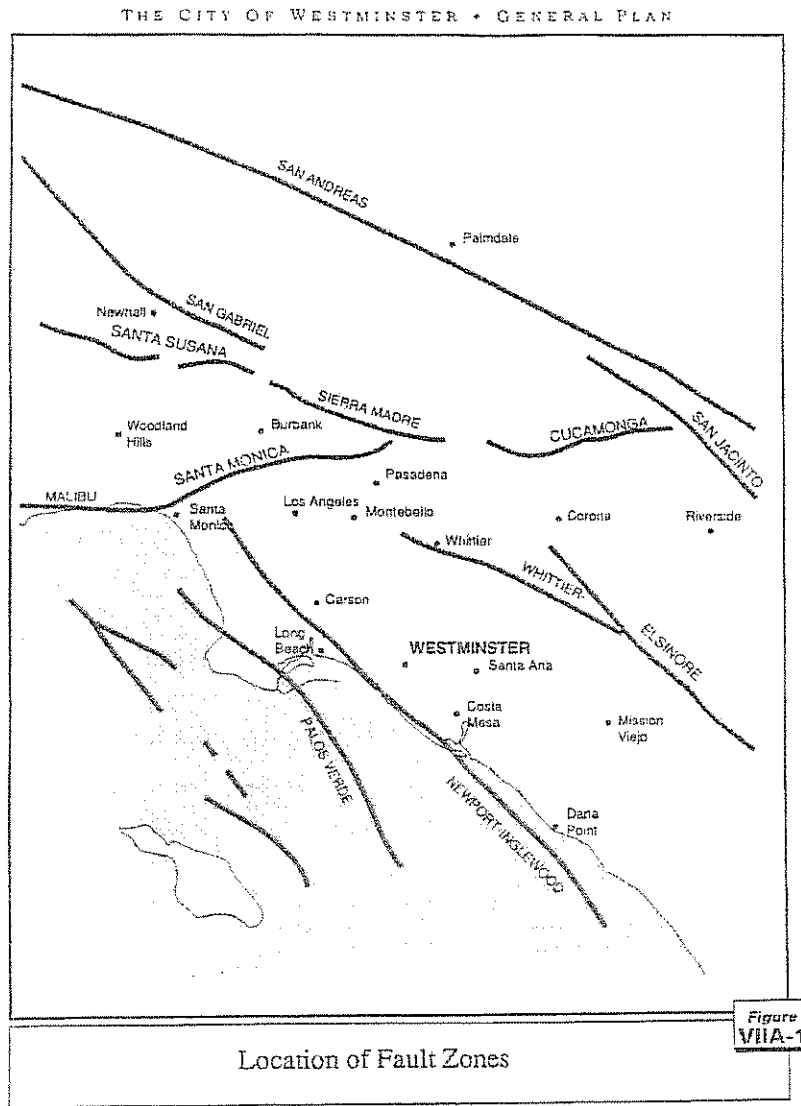 THE CITY OF WESTMINSTER • GENERAL PLAN
SAN ANDREAS
Palmdale
Newhall
SAN GABRIEL
SANTA SUSANA
SIERRA MADRE
Woodland
Hills
Burbank
CUCAMONGA
SAN JACINTO
SANTA MONICA
Pasadena
MALIBU
Santa
Monica
Los Angeles
Montebello
Corona
Riverside
Whittier
WHITTIER-
ELSINORE
Carson
Long
Beach
WESTMINSTER
Santa Ana
Costa
Mesa
Mission
Viejo
PALOS VERDE
NEWPORT-INGLEWOOD
Dana
Point
Figure
VIIA-1
Location of Fault Zones